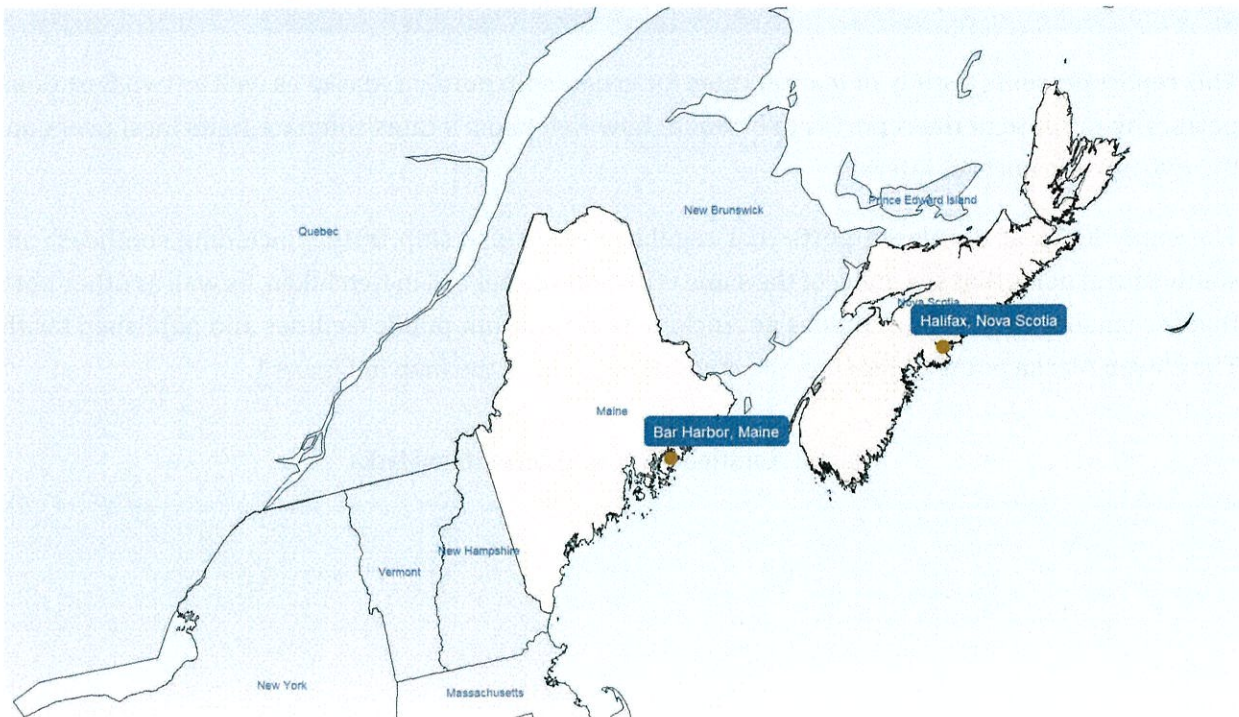 New Brunswick
Prince Edward Island
Quebec
Nova Scotia
Halifax, Nova Scotia
Maine
Bar Harbor, Maine
New Hampshire
Vermont
New York
Massachusetts